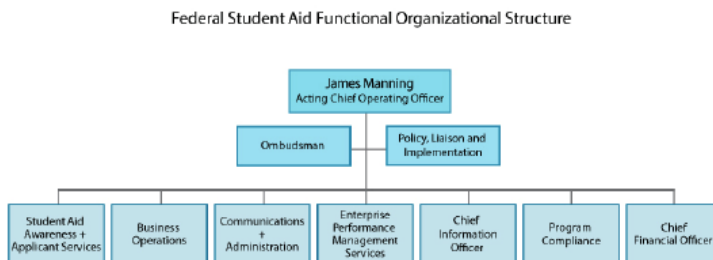 Federal Student Aid Functional Organizational Structure
James Manning
Acting Chief Operating Officer
Ombudsman
Policy, Liaison and
Implementation
Student Aid
Awareness +
Applicant Services
Business
Operations
Communications
+
Administration
Enterprise
Performance
Management
Services
Chief
Information
Officer
Program
Compliance
Chief
Financial Officer